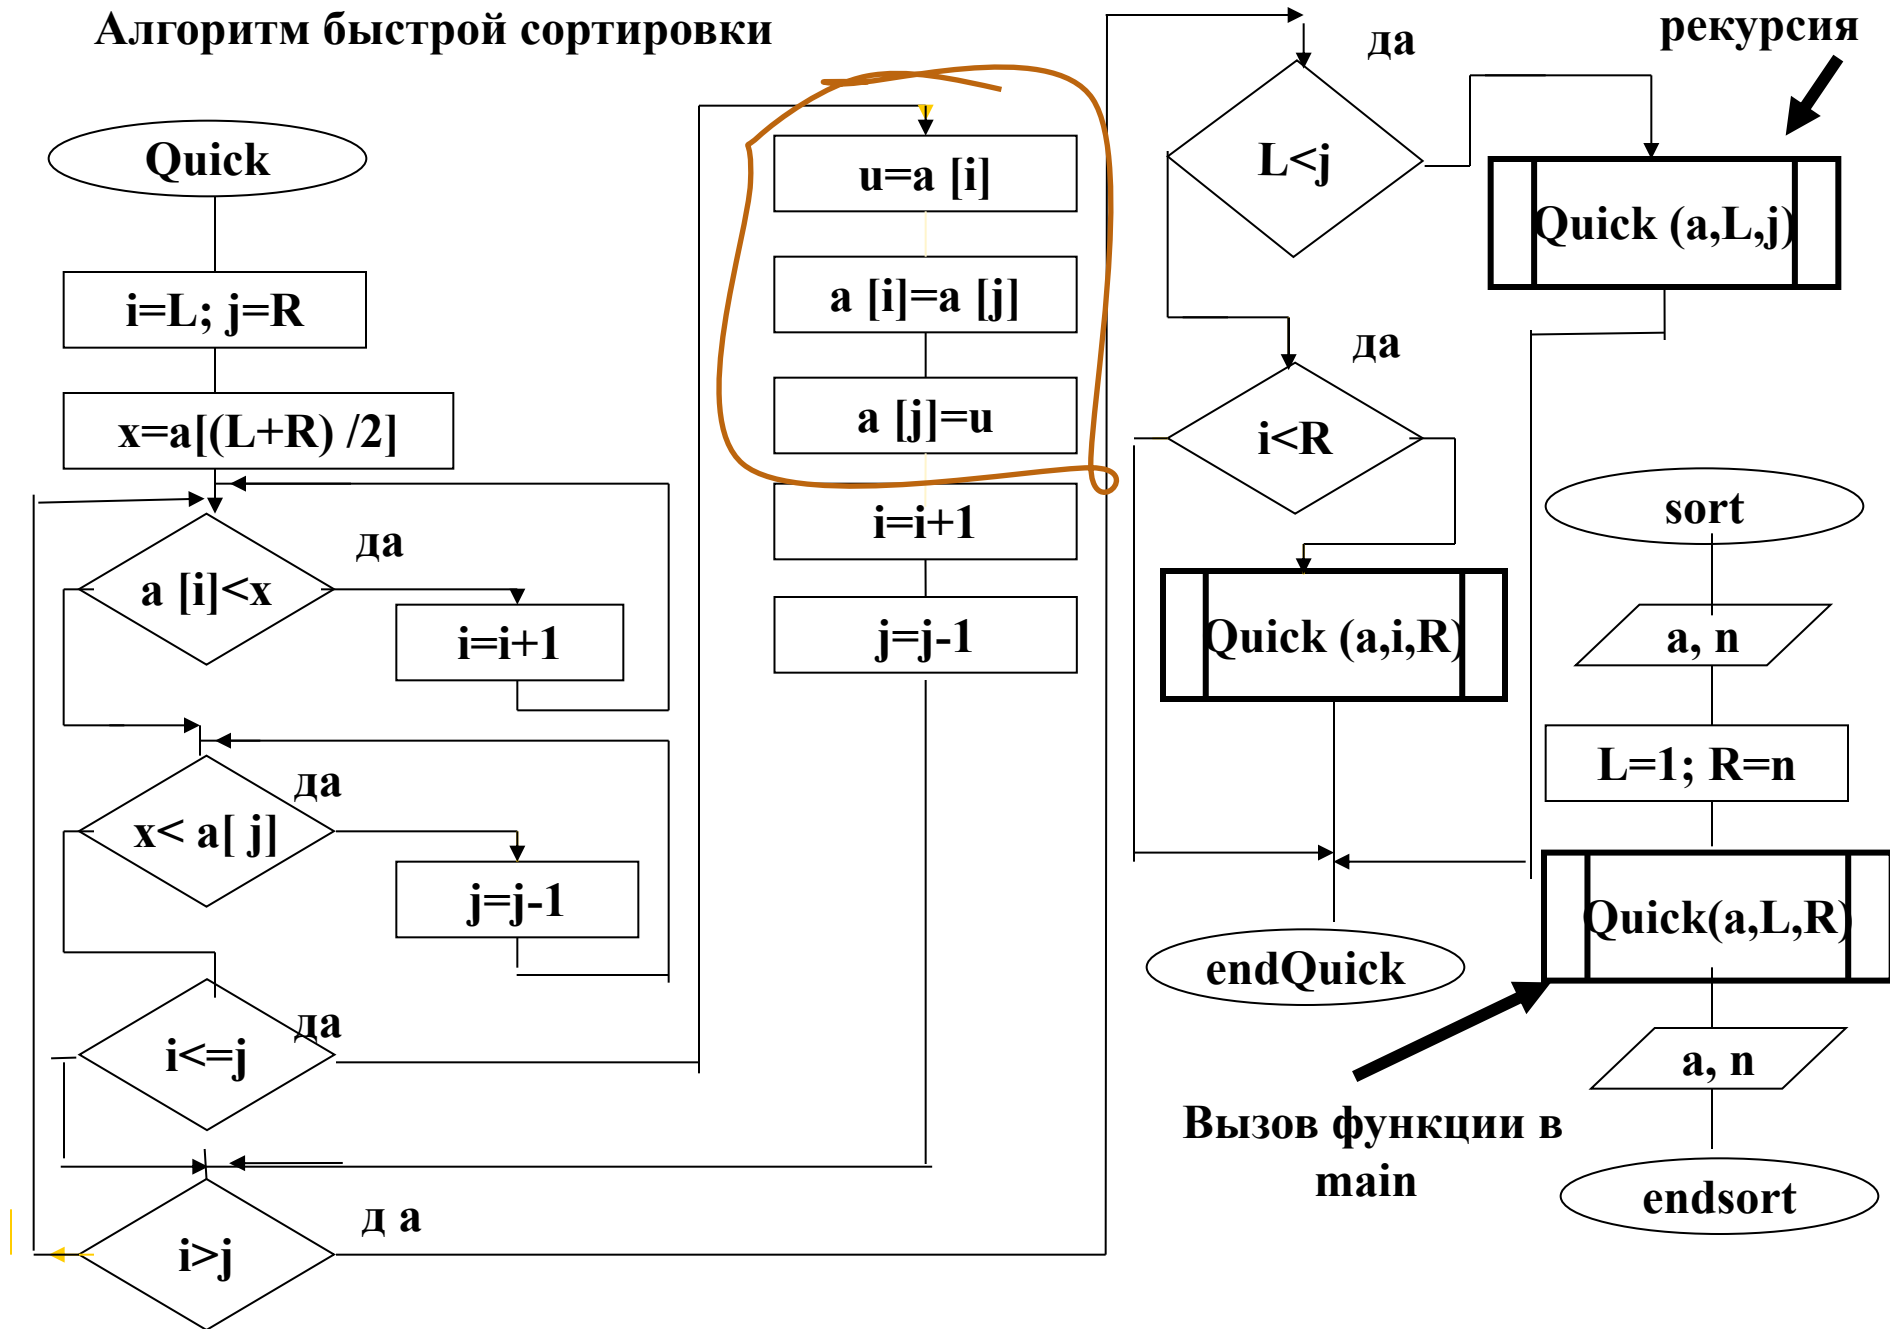 Алгоритм быстрой сортировки
Quick
i=L; j=R
x=a[(L+R) /2]
a [i]<x
да
i=i+1
x< a[ j]
да
j=j-1
i<=j
да
i>j
д а
u=a [i]
a [i]=a [j]
a [j]=u
i=i+1
j=j-1
L<j
да
рекурсия
Quick (a,L,j)
i<R
да
Quick (a,i,R)
endQuick
sort
a, n
L=1; R=n
Quick(a,L,R)
Вызов функции в
main
a, n
endsort